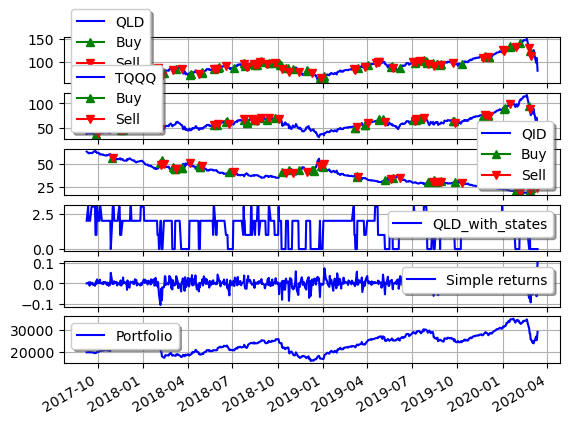 QLD
Buy
Sell
150
100
TQQQ
Buy
Sell
100
50
QID
Buy
Sell
50
25
QLD_with_states
2.5
0.0
Simple returns
0.1
0.0
−0.1
Portfolio
30000
20000
2017-10
2018-01
2018-04
2018-07
2018-10
2019-01
2019-04
2019-07
2019-10
2020-01
2020-04